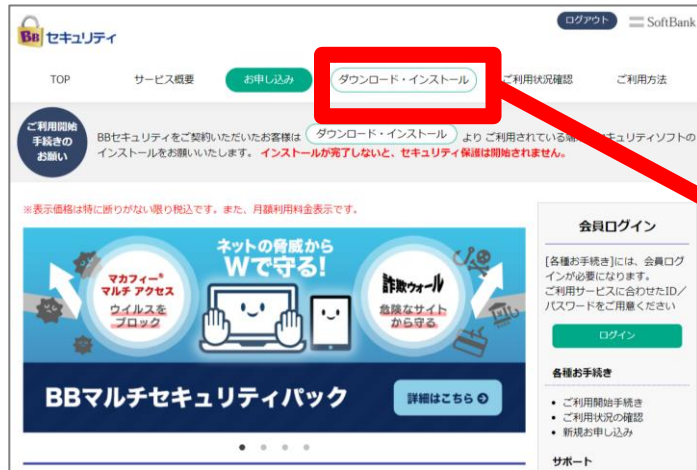 ログアウト
SoftBank
BB セキュリティ
TOP
サービス概要
お申し込み
ダウンロード・インストール
ご利用状況確認
ご利用方法
ご利用開始
手続きの
お願い
BBセキュリティをご契約いただいたお客様は ダウンロード・インストール より ご利用されている キュリティソフトの
インストールをお願いいたします。 インストールが完了しないと、セキュリティ保護は開始されません。
※表示価格は特に断りがない限り税込です。また、月額利用料金表示です。
ネットの脅威から
Wで守る!
マカフィー®
マルチ アクセス
ウイルスを
ブロック
詐欺ウォール
危険なサイト
から守る
BBマルチセキュリティパック
詳細はこちら
会員ログイン
[各種お手続き]には、会員ログ
インが必要になります。
ご利用サービスに合わせたID/
パスワードをご用意ください
ログイン
各種お手続き
• ご利用開始手続き
• ご利用状況の確認
• 新規お申し込み
サポート